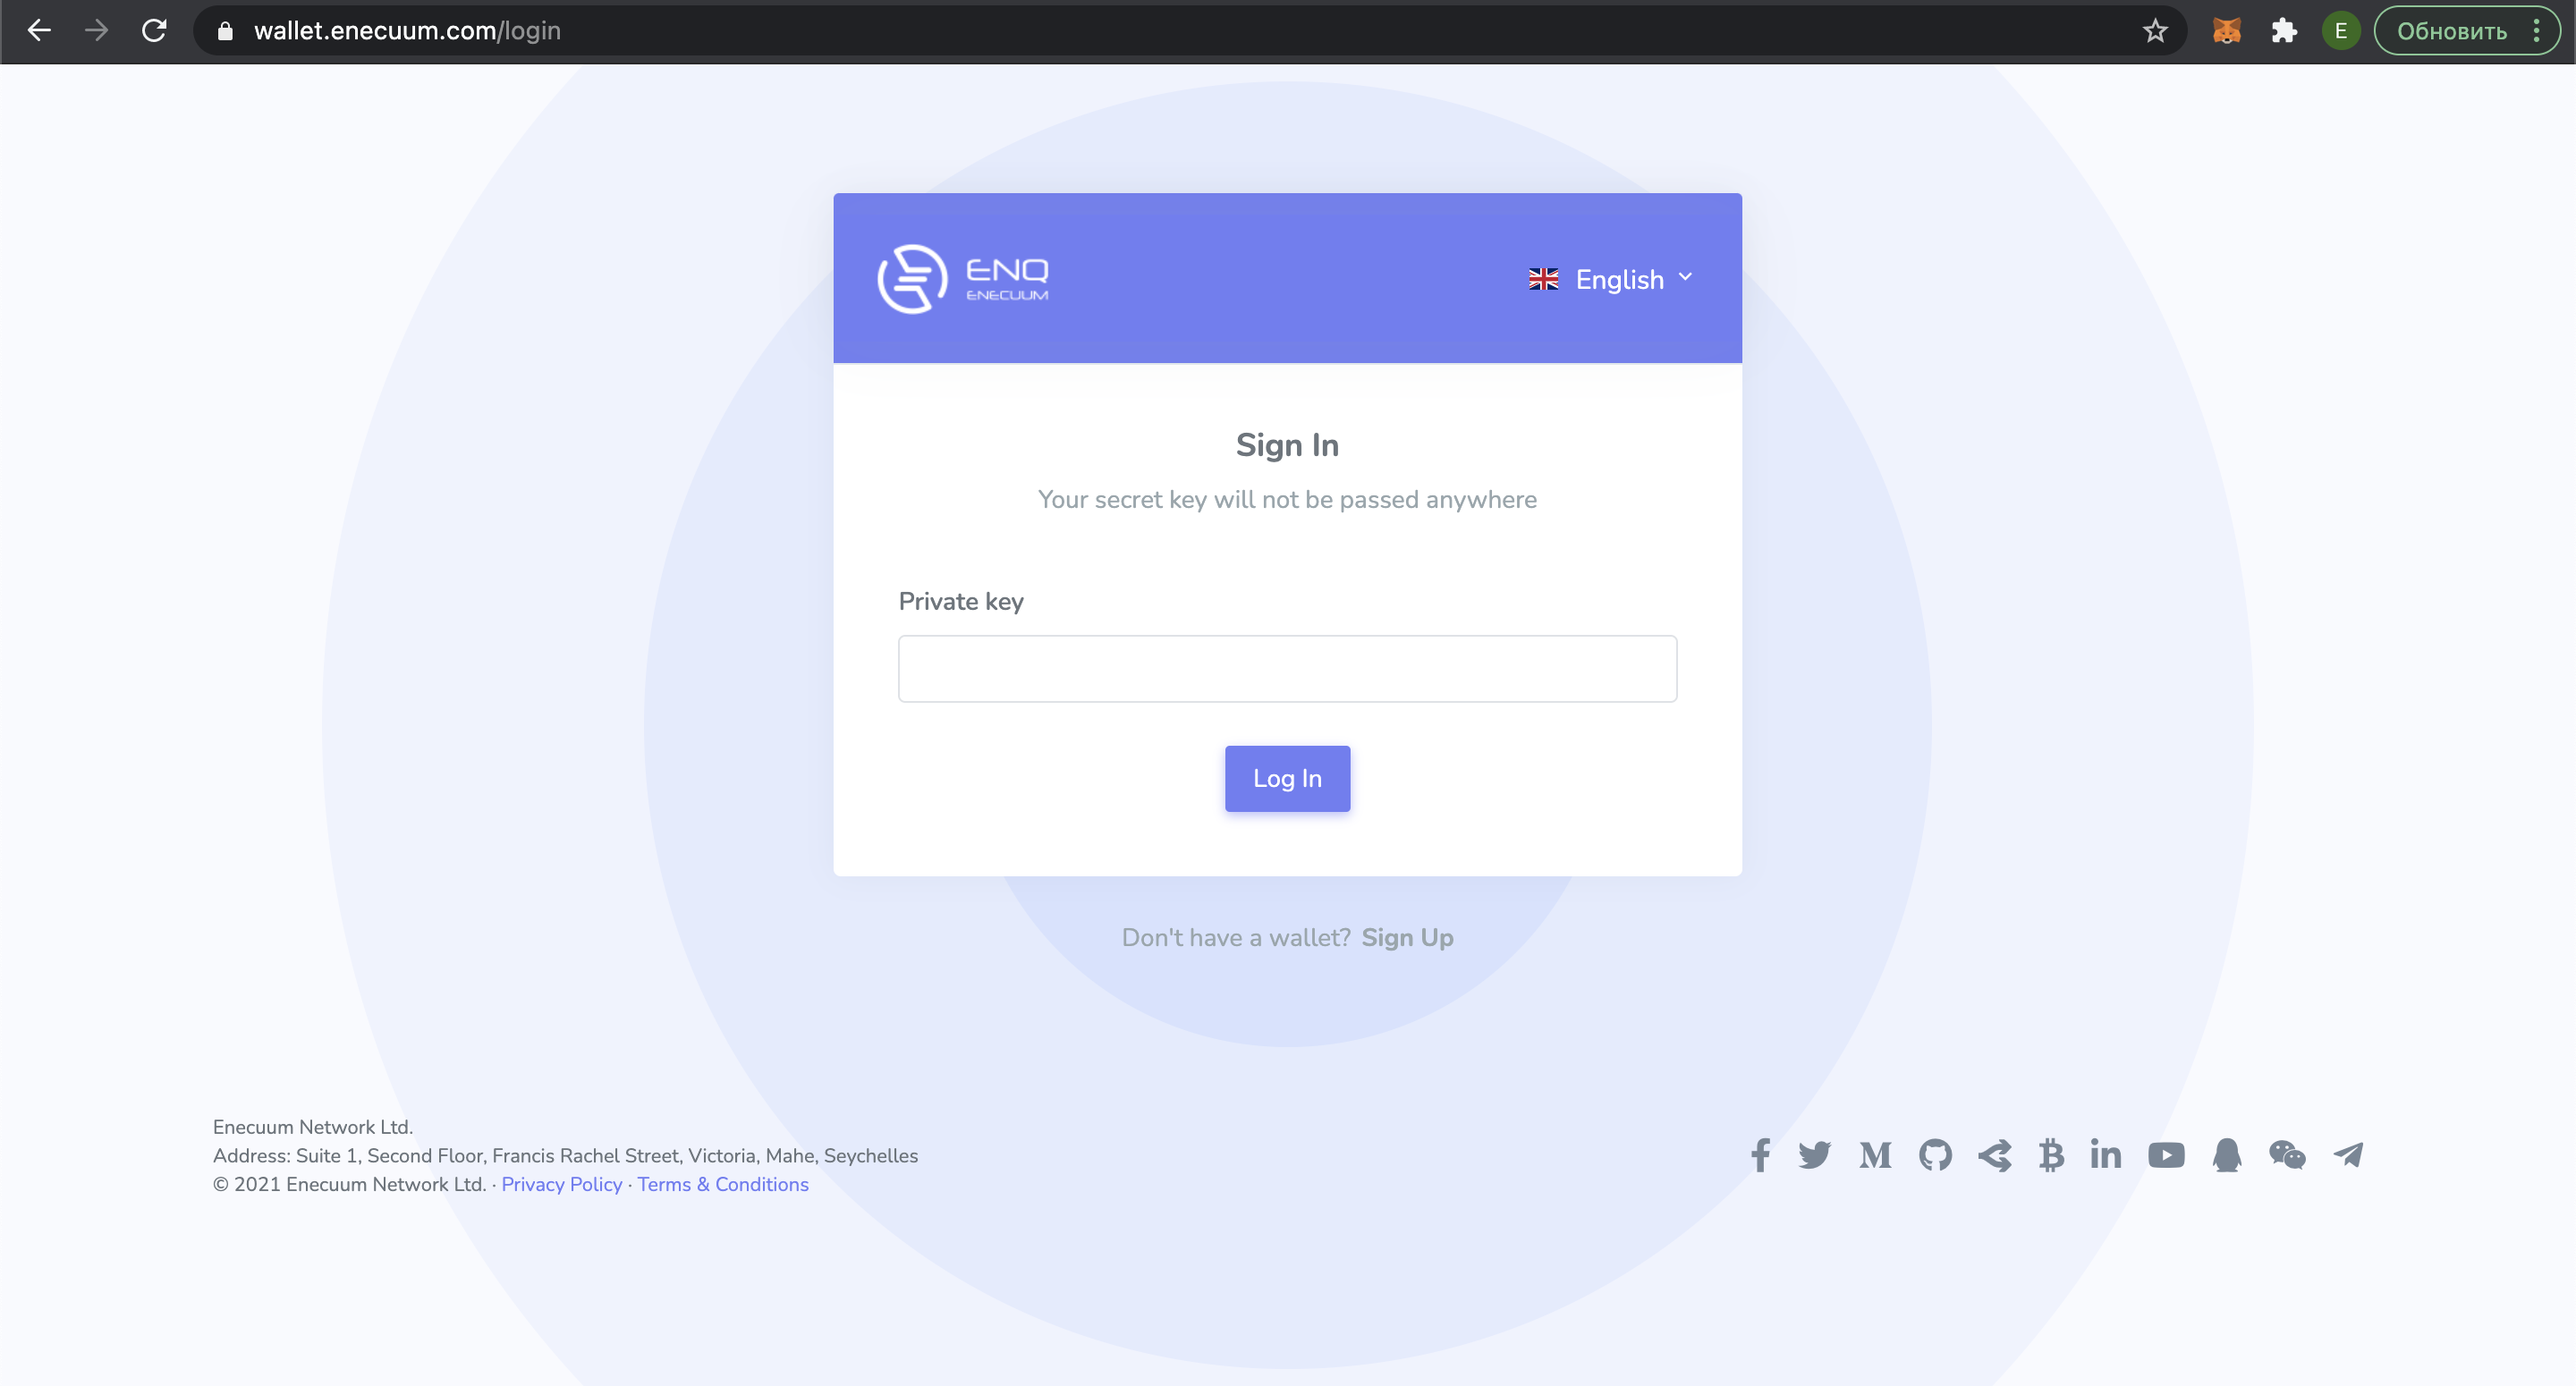 wallet.enecuum.com/login
E
Обновить
ENQ
ENECUUM
English
Sign In
Your secret key will not be passed anywhere
Private key
Log In
Don't have a wallet? Sign Up
Enecuum Network Ltd.
Address: Suite 1, Second Floor, Francis Rachel Street, Victoria, Mahe, Seychelles
© 2021 Enecuum Network Ltd. · Privacy Policy · Terms & Conditions